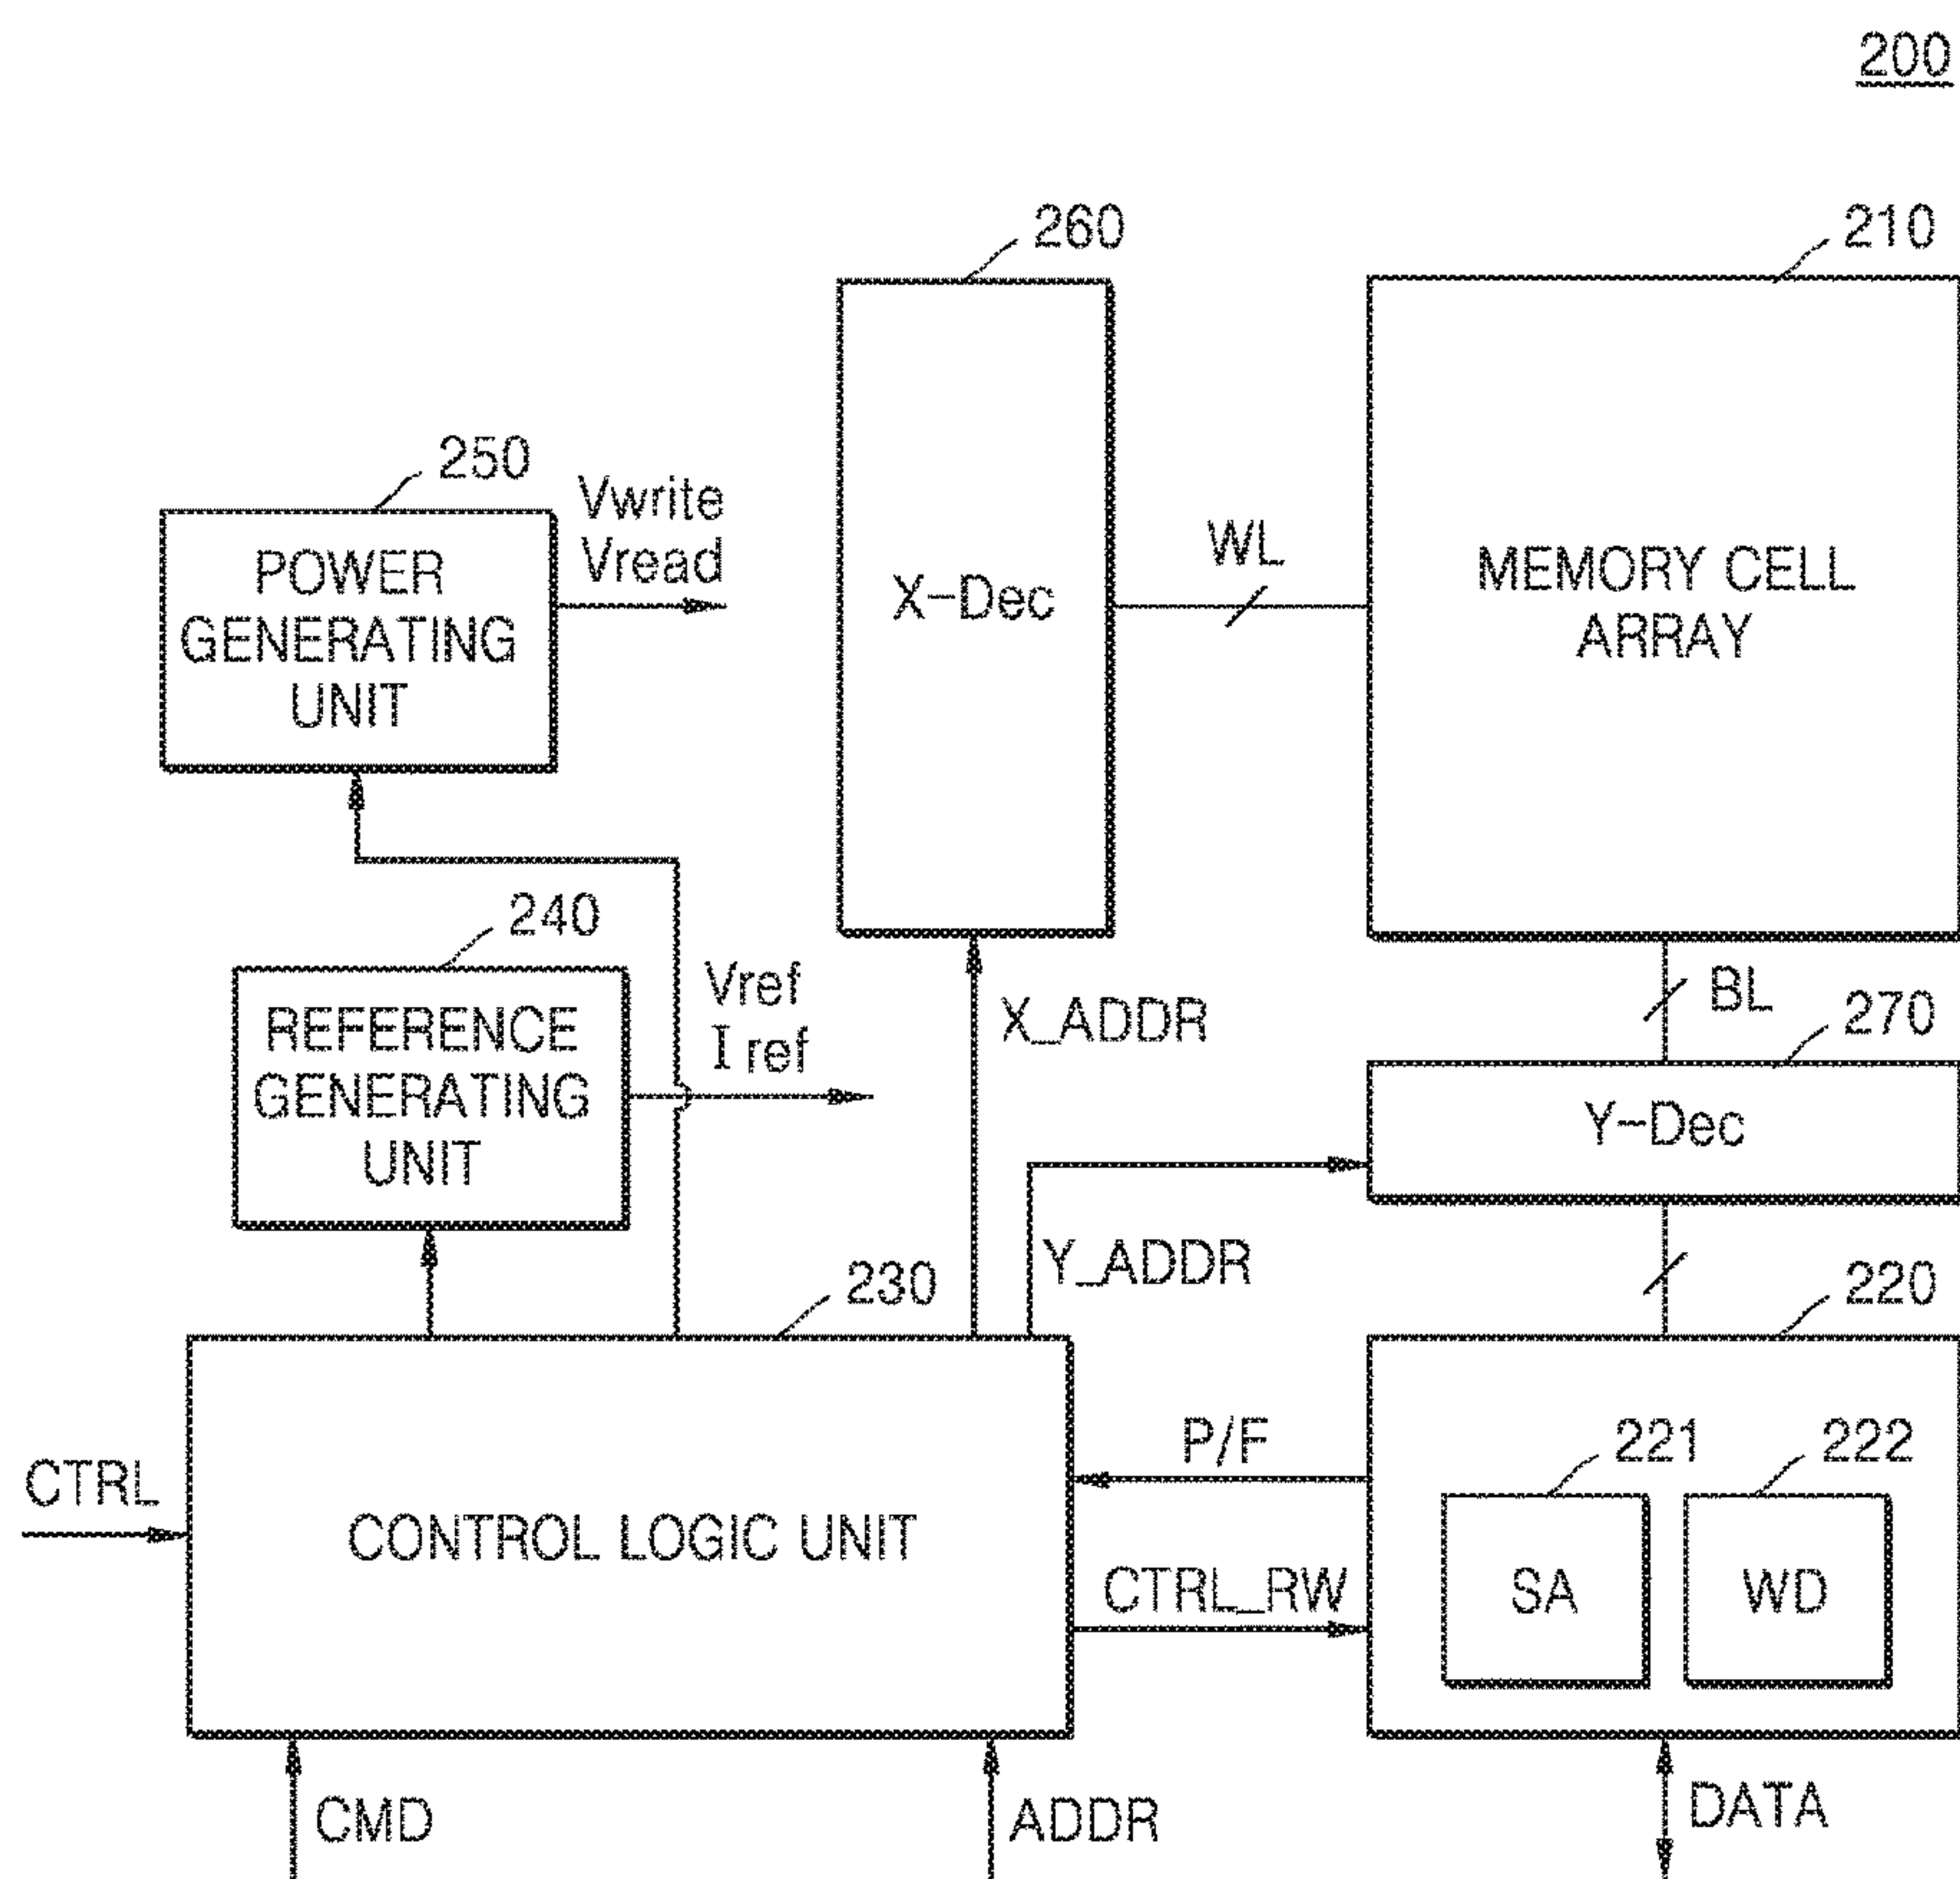 200
260
210
250
Vwrite
Vread
POWER
GENERATING
UNIT
X-Dec
WL
MEMORY CELL
ARRAY
240
Vref
Iref
REFERENCE
GENERATING
UNIT
X_ADDR
BL
270
Y-Dec
Y_ADDR
230
220
CTRL
CONTROL LOGIC UNIT
P/F
CTRL_RW
221
222
SA
WD
CMD
ADDR
DATA